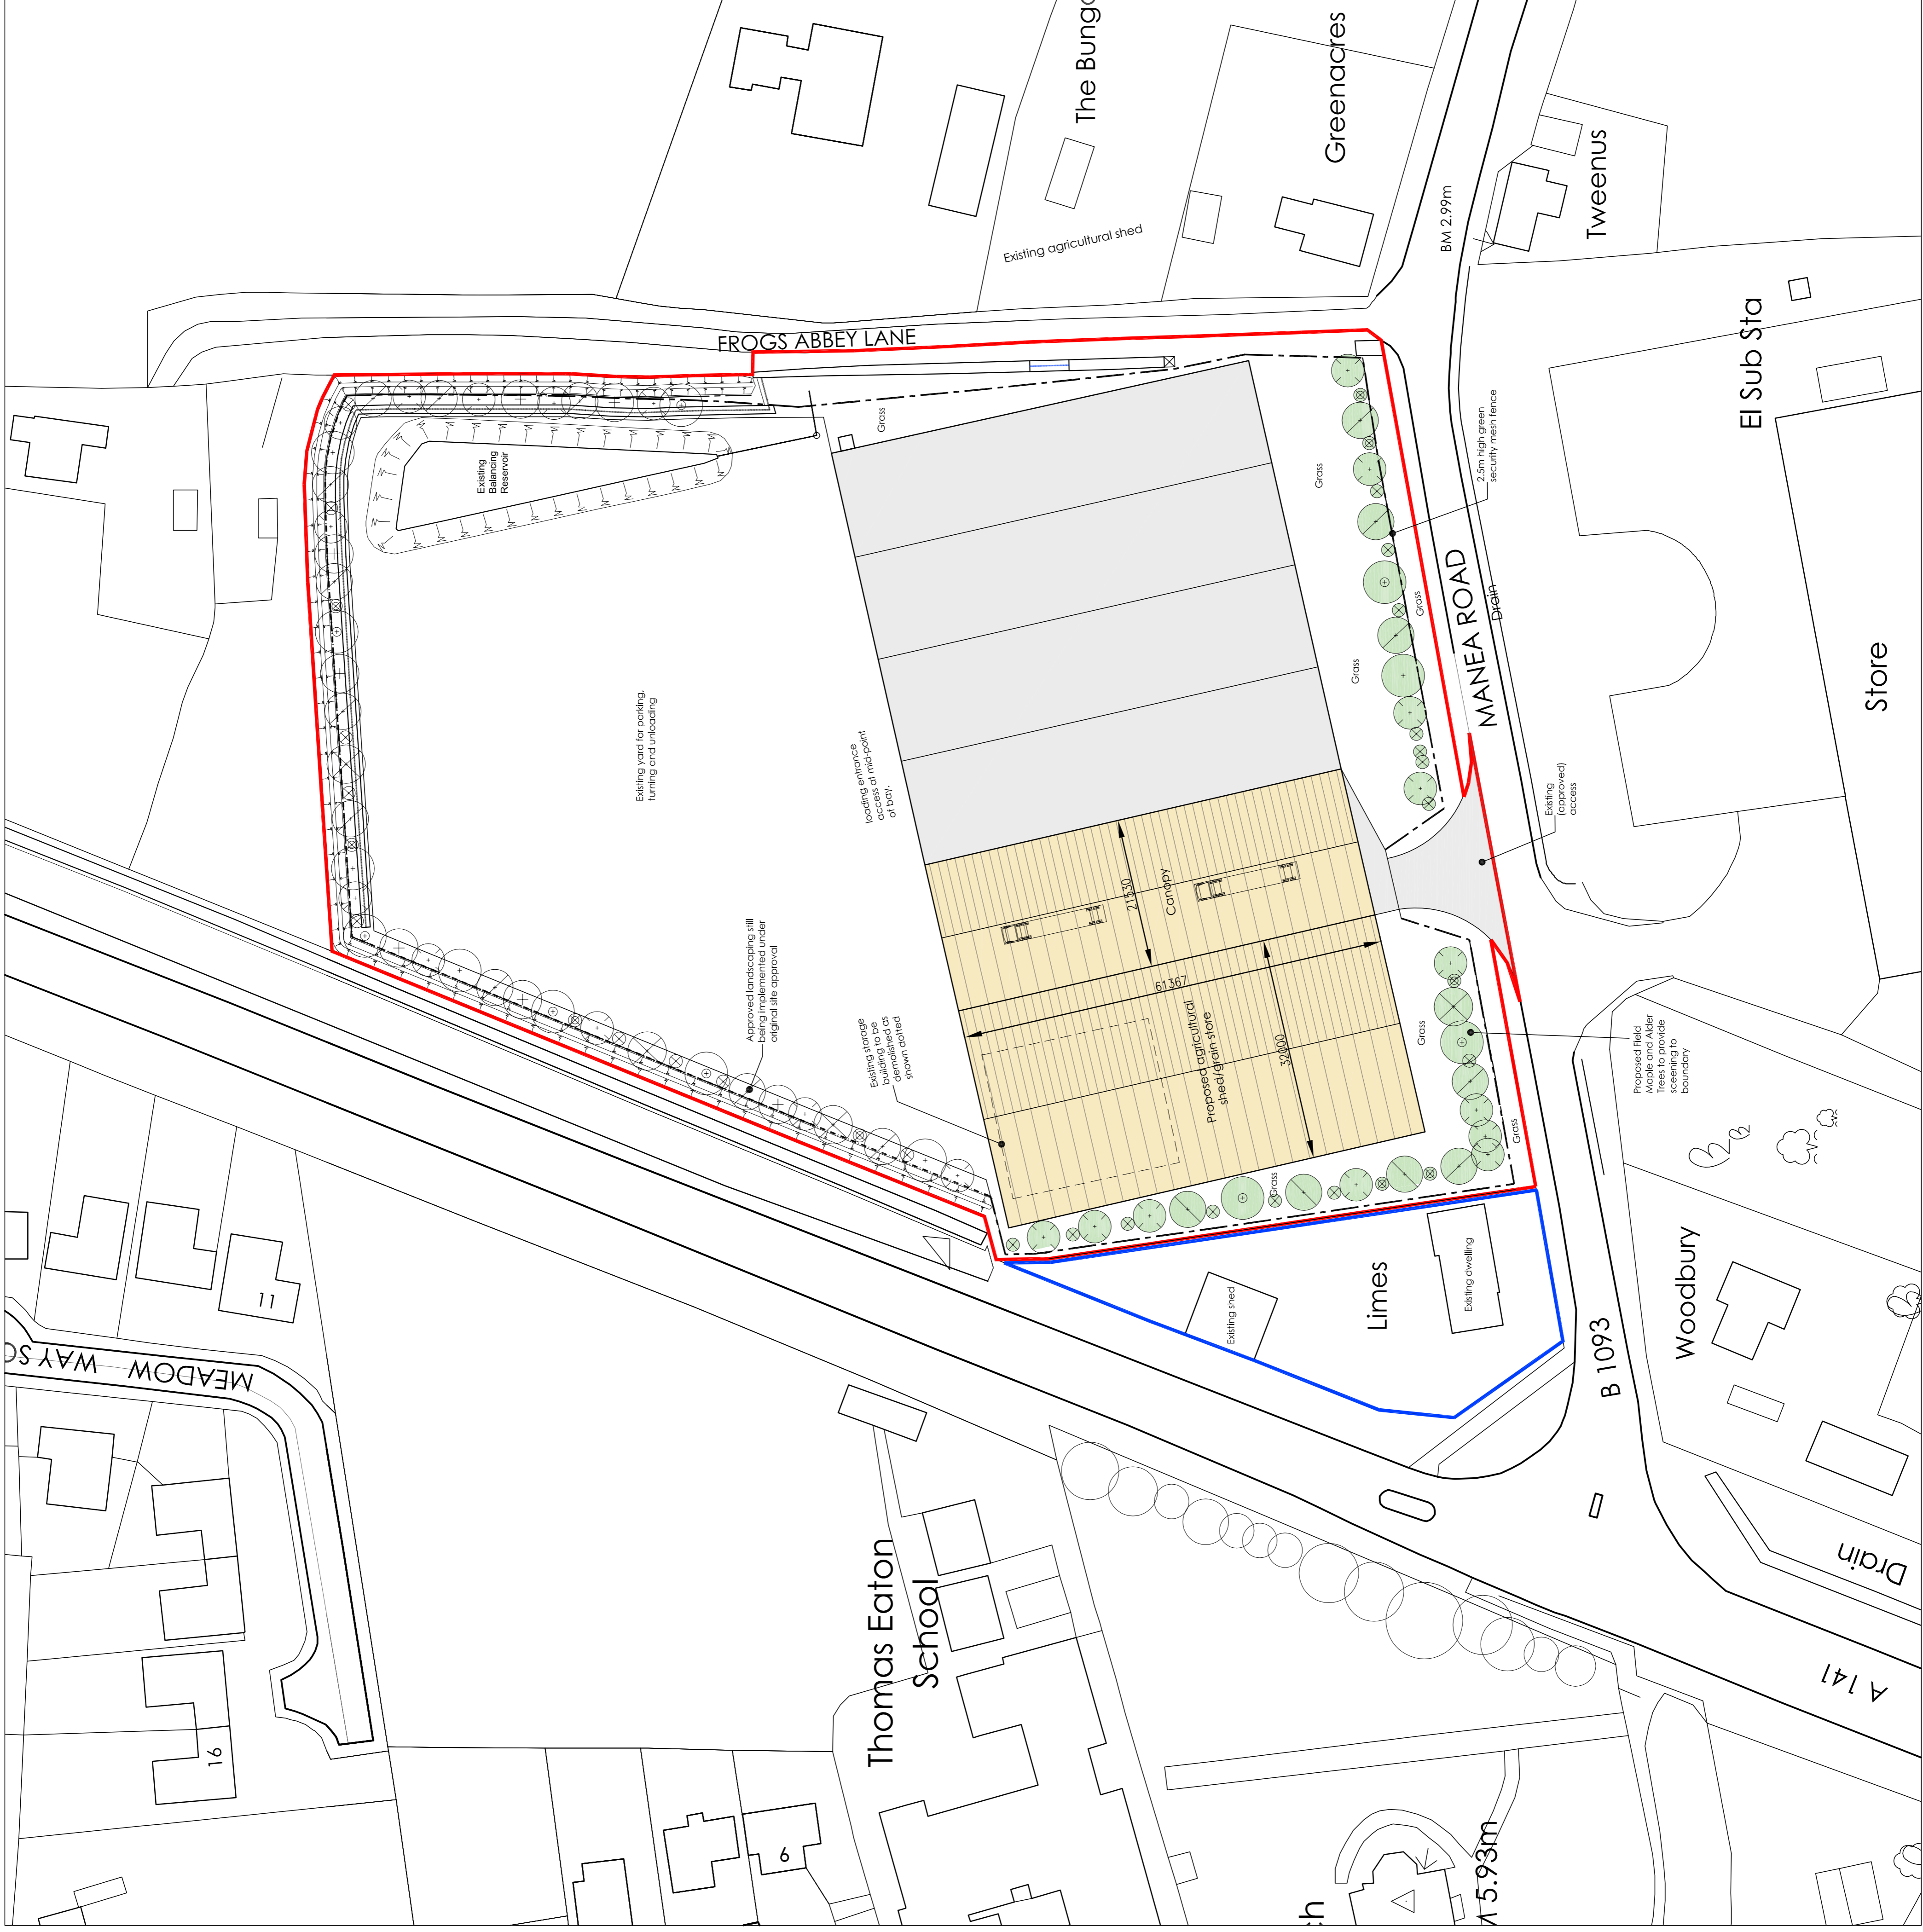 The Bungo
Greenacres
Existing agricultural shed
BM 2.99m
Tweenus
FROGS ABBEY LANE
El Sub Sta
Grass
Existing
Balancing
Reservoir
Grass
2.5m high green
security mesh fence
Grass
MANEA ROAD
Drain
Grass
Store
Existing yard for parking,
turning and unloading
loading entrance
access at mid-point
of bay.
Existing
(approved)
access
21530
Canopy
61367
32000
Approved landscaping still
being implemented under
original site approval
Existing storage
building to be
demolished as
shown dotted
Proposed agricultural
shed/grain store
Grass
Proposed Field
Maple and Alder
Trees to provide
sceening to
boundary
Grass
Grass
Existing shed
Limes
Existing dwelling
Woodbury
B 1093
11
MEADOW WAY SO
16
Thomas Eaton
School
6
Drain
A 141
ch
M 5.93m